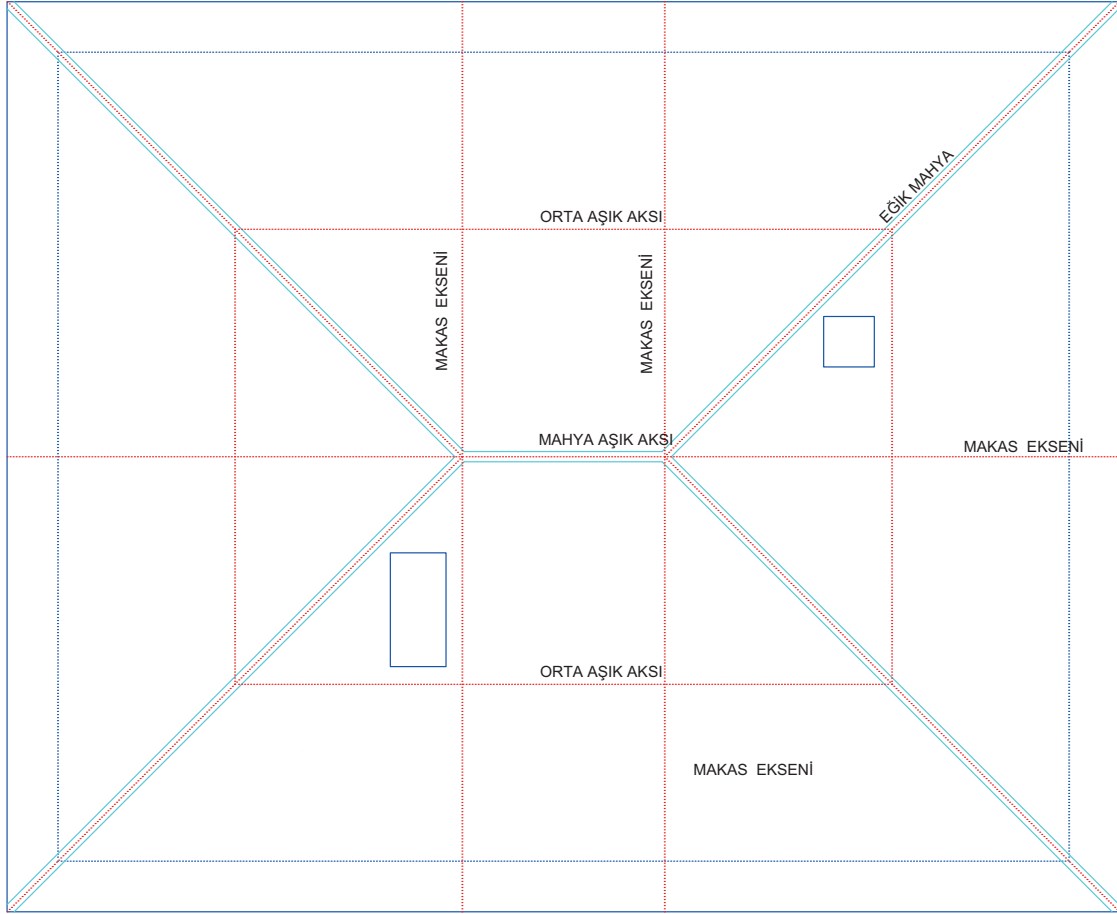 EĞİK MAHYA
ORTA AŞIK AKSI
MAKAS EKSENİ
MAKAS EKSENİ
MAHYA AŞIK AKSI
MAKAS EKSENİ
ORTA AŞIK AKSI
MAKAS EKSENİ